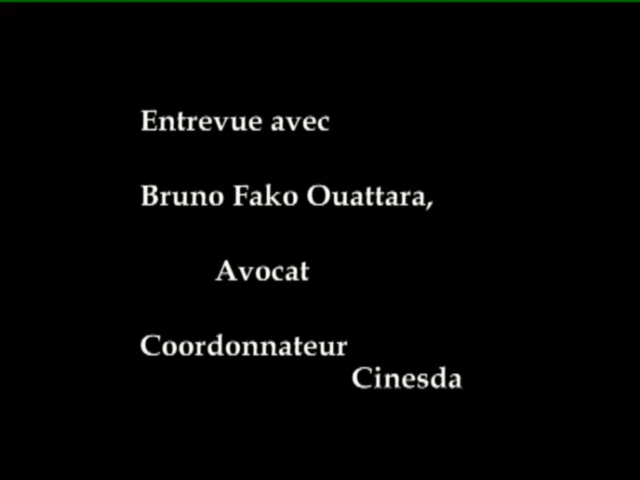 Entrevue avec
Bruno Fako Ouattara,
Avocat
Coordonnateur
Cinesda